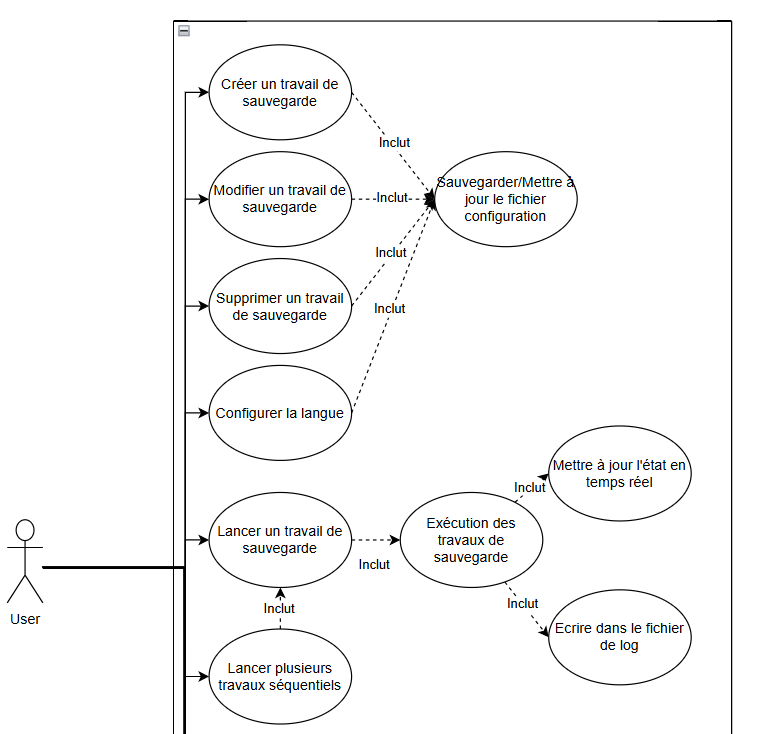 Créer un travail de
sauvegarde
Inclut
Modifier un travail de
sauvegarde
Inclut
Sauvegarder/Mettre à
jour le fichier
configuration
Inclut
Supprimer un travail
de sauvegarde
Inclut
Configurer la langue
Mettre à jour l'état en
temps réel
Inclut
Lancer un travail de
sauvegarde
Inclut
Exécution des
travaux de
sauvegarde
Inclut
Inclut
Ecrire dans le fichier
de log
User
Lancer plusieurs
travaux séquentiels